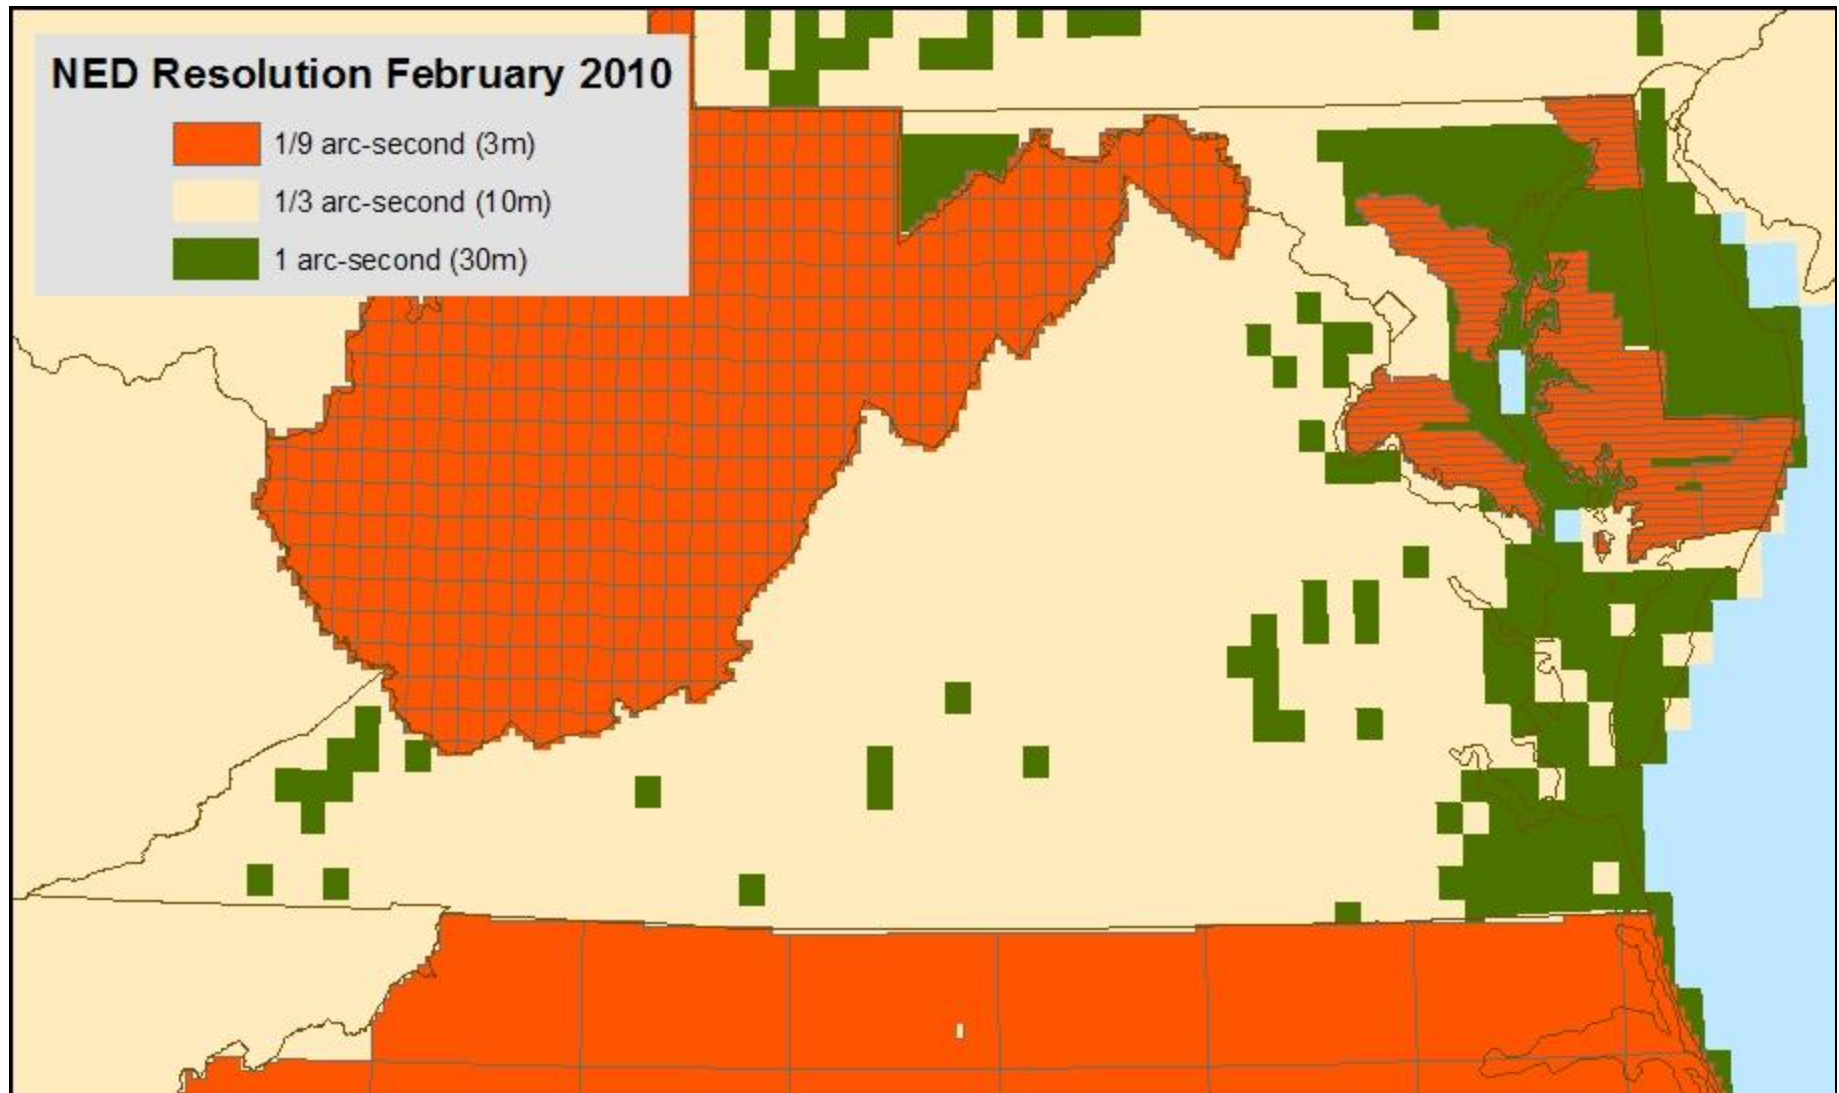 NED Resolution February 2010
1/9 arc-second (3m)
1/3 arc-second (10m)
1 arc-second (30m)